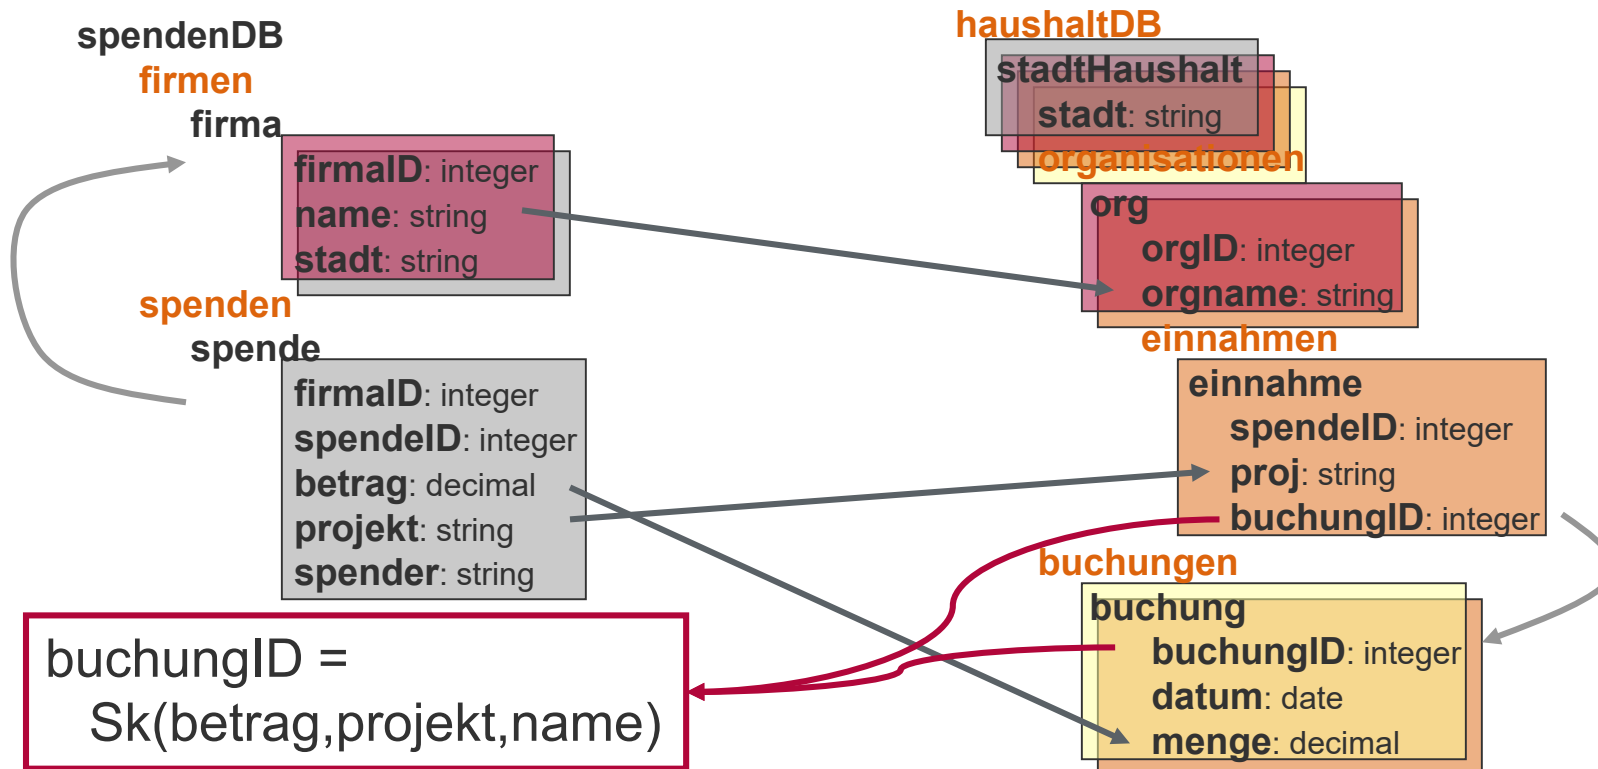 spendenDB
firmen
firma
firmaID: integer
name: string
stadt: string
spenden
spende
firmaID: integer
spendeID: integer
betrag: decimal
projekt: string
spender: string
buchungID =
Sk(betrag,projekt,name)
haushaltDB
stadtHaushalt
stadt: string
organisationen
org
orgID: integer
orgname: string
einnahmen
einnahme
spendeID: integer
proj: string
buchungID: integer
buchungen
buchung
buchungID: integer
datum: date
menge: decimal